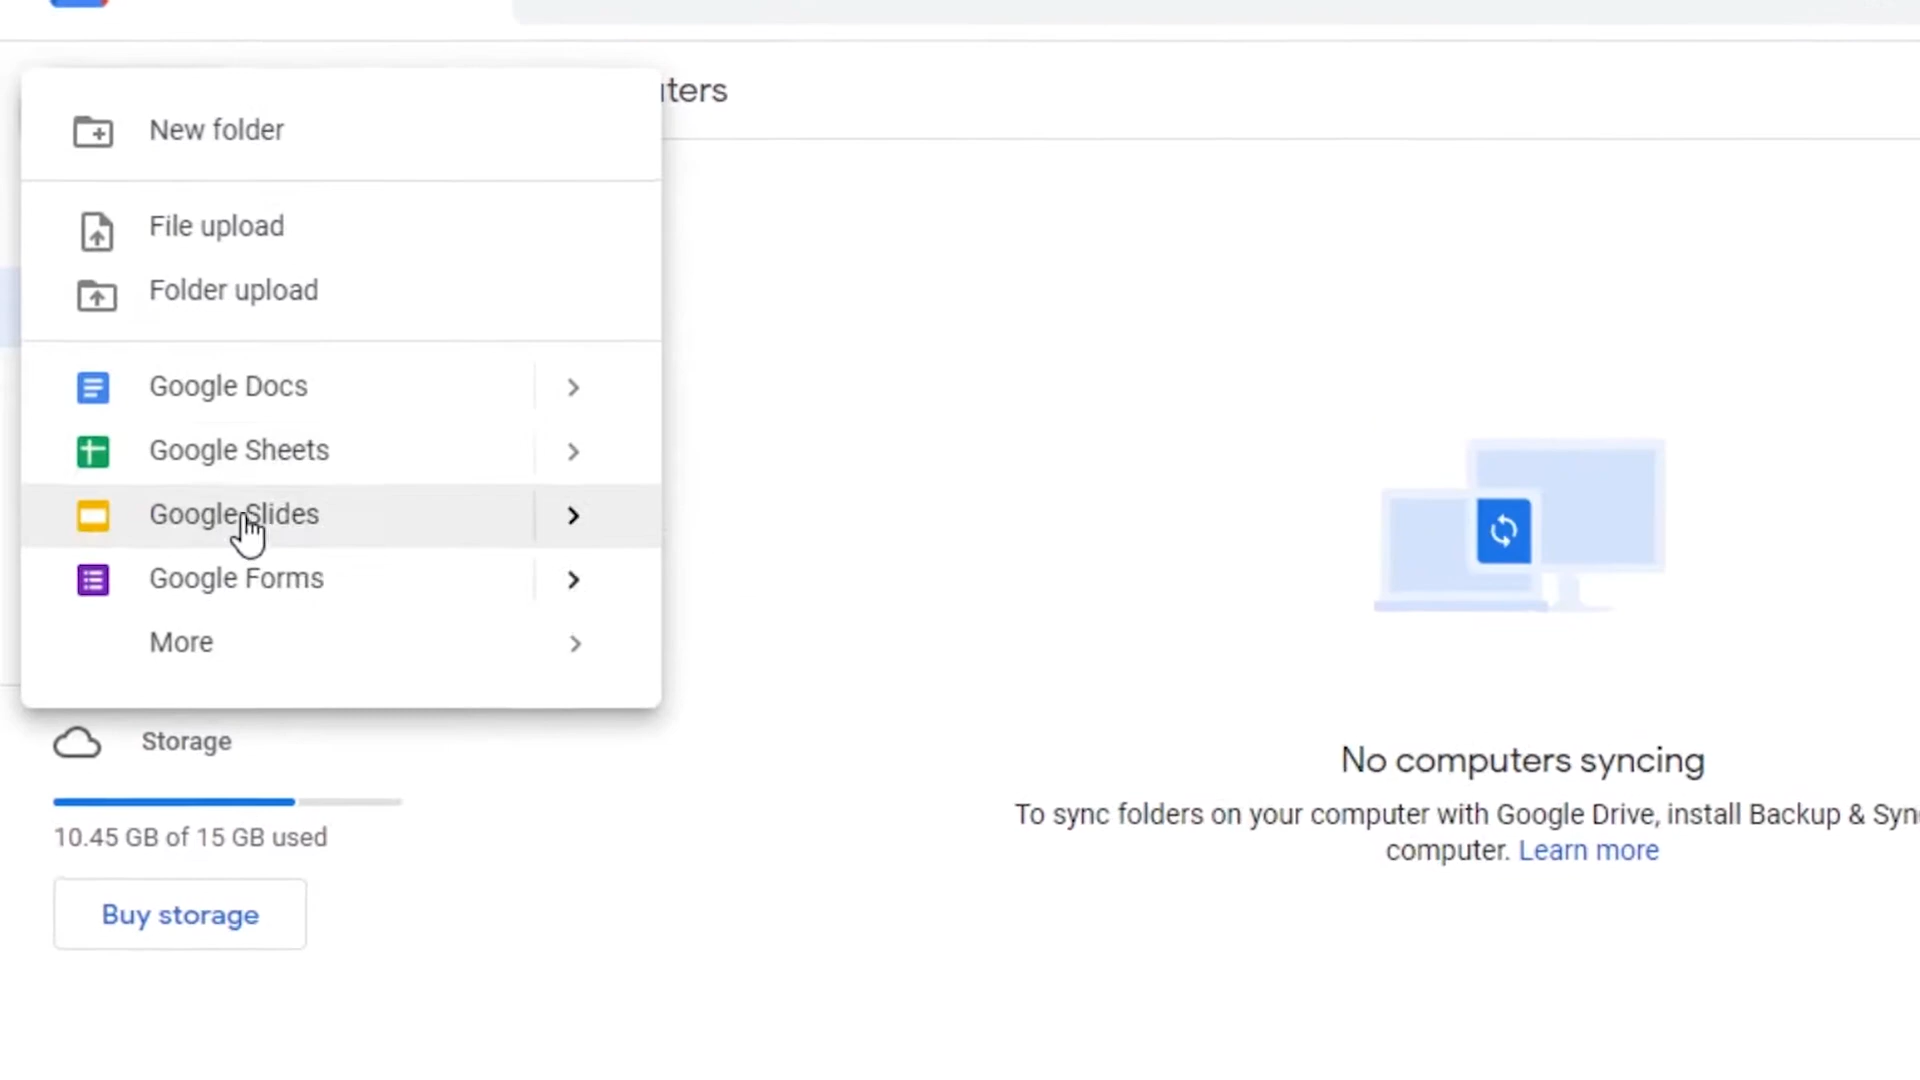 New folder
File upload
Folder upload
Google Docs
Google Sheets
Google Slides
Google Forms
More
Storage
10.45 GB of 15 GB used
Buy storage
No computers syncing
To sync folders on your computer with Google Drive, install Backup &
computer. Learn more